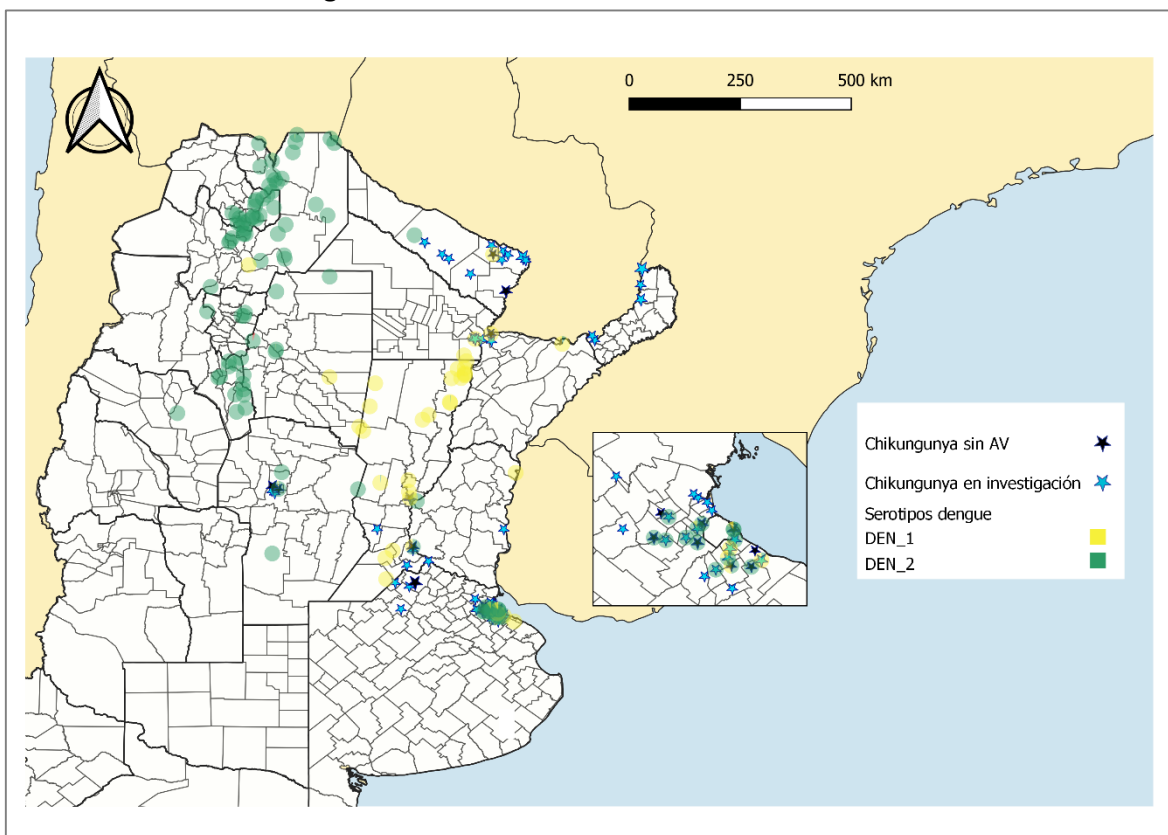 0 250 500 km
Chikungunya sin AV
Chikungunya en investigación
Serotipos dengue
DEN_1
DEN_2